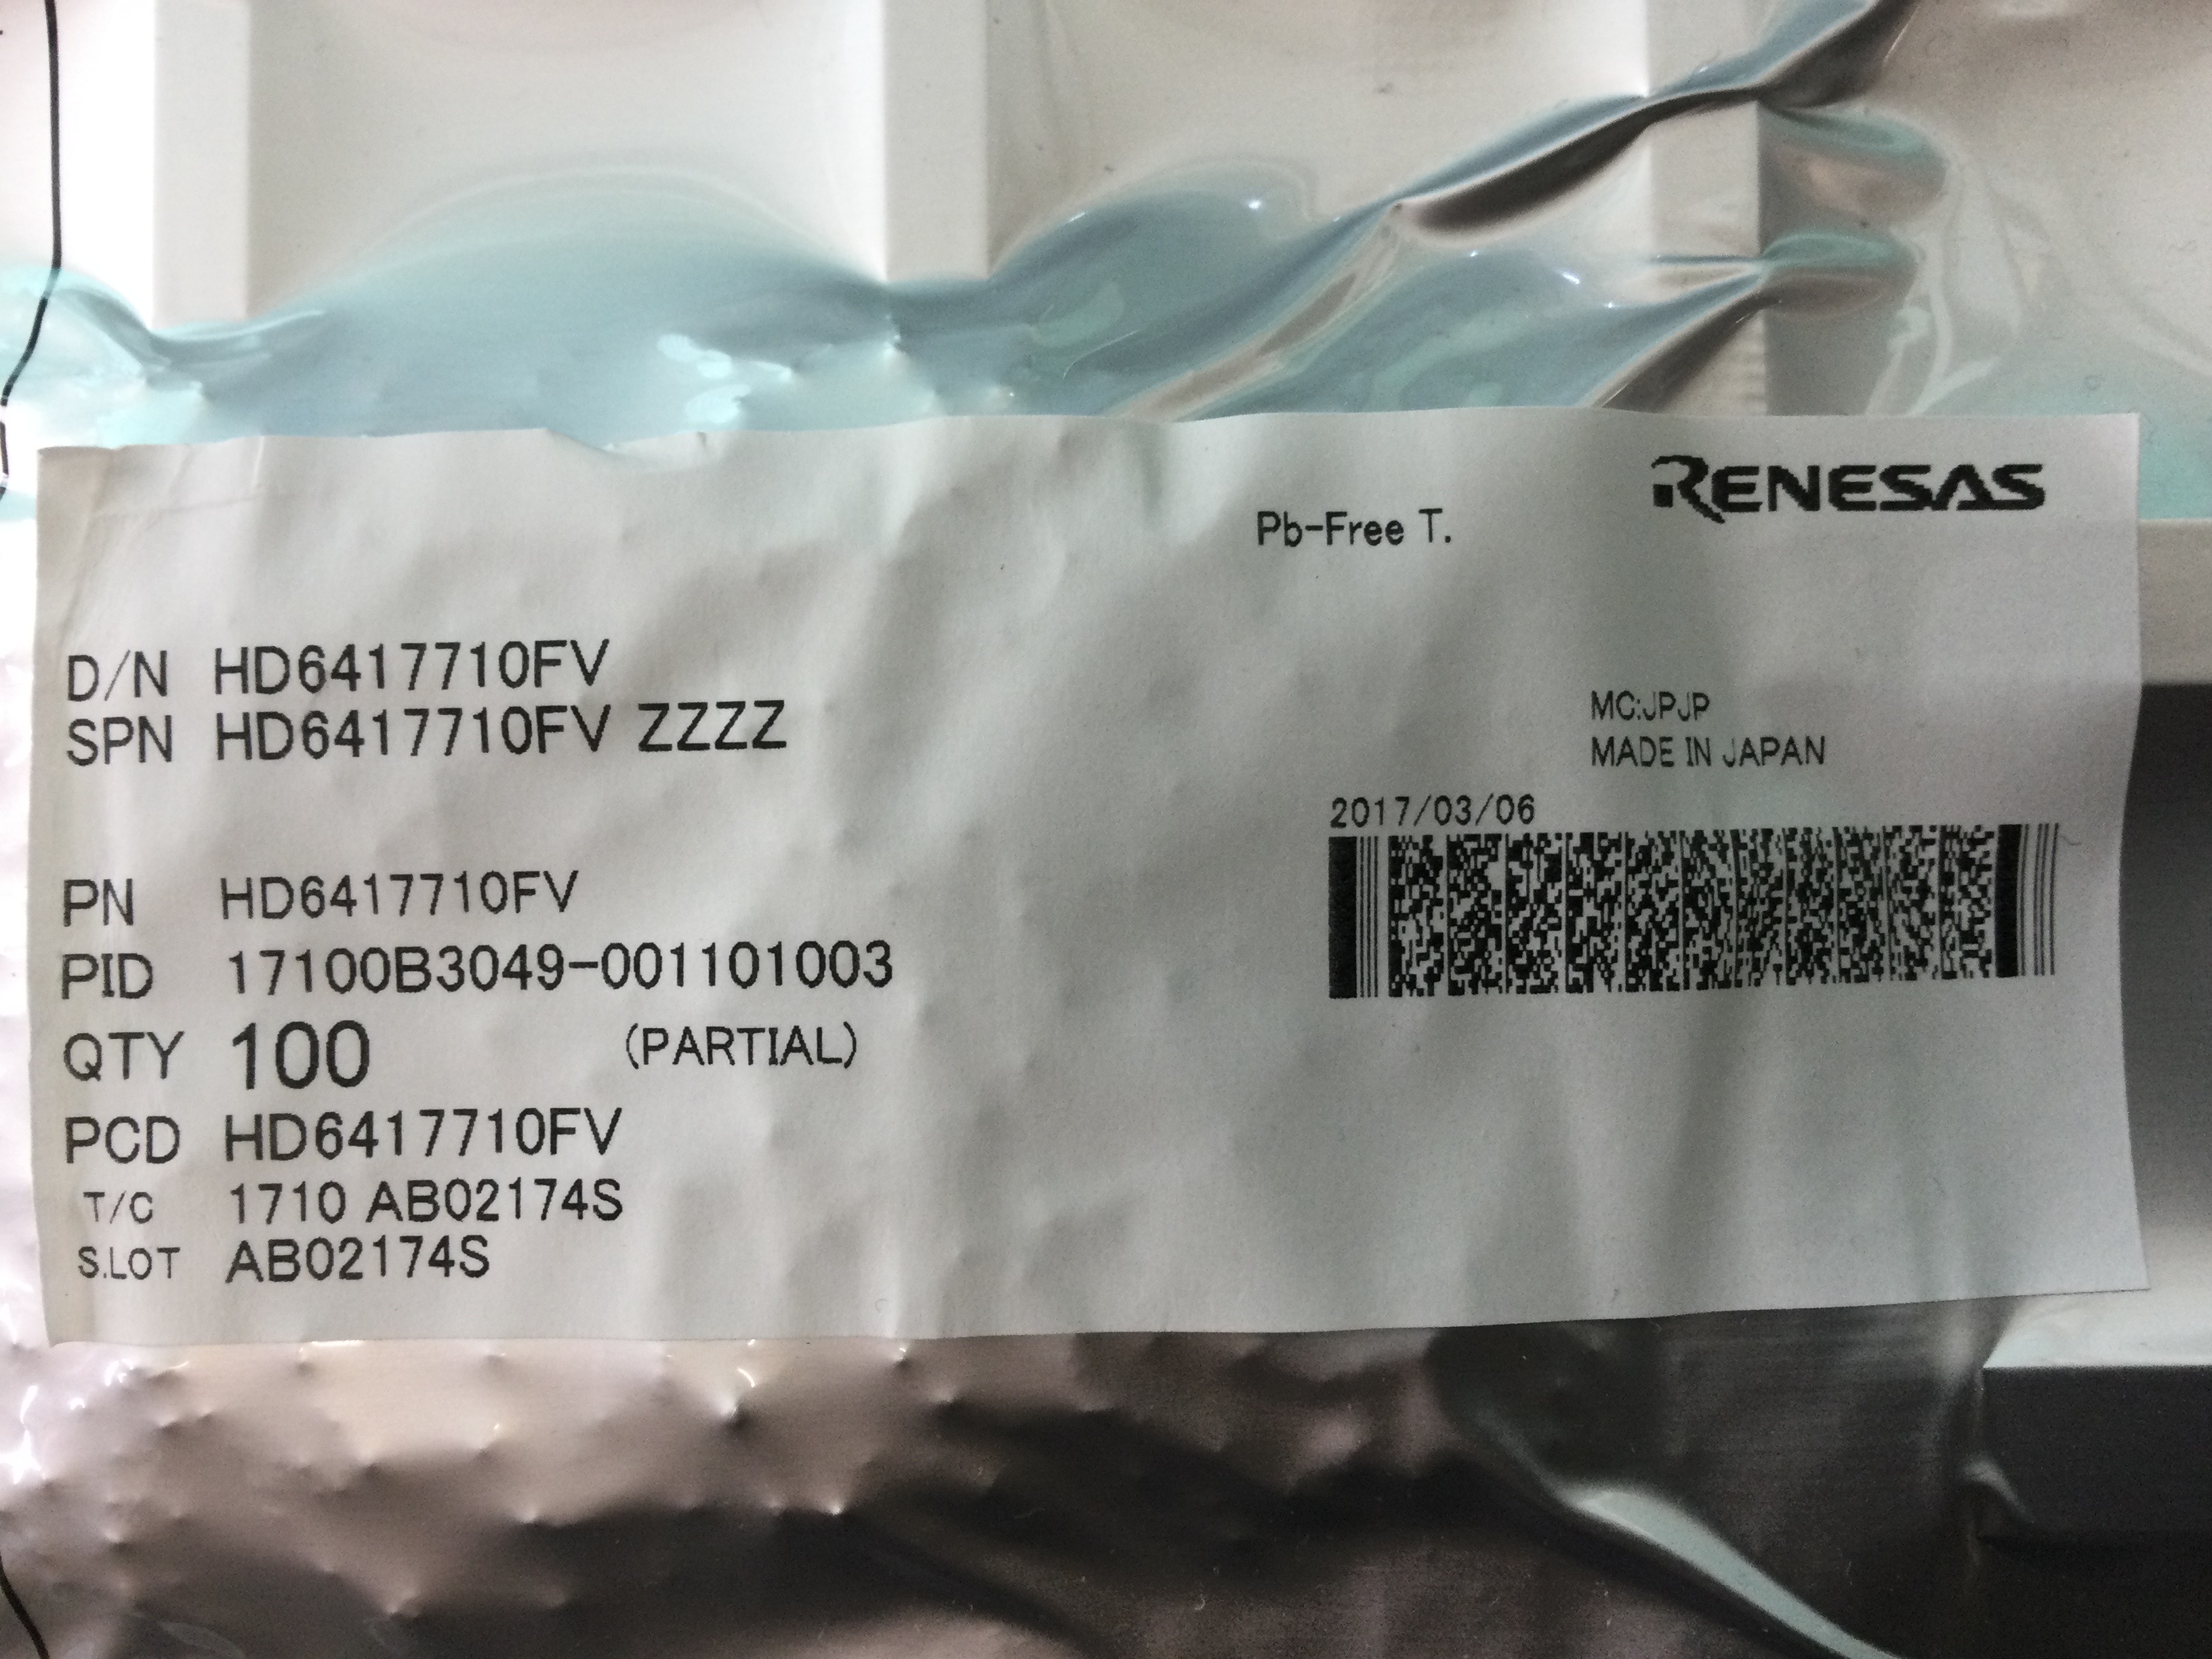 RENESAS
Pb-Free T.
D/N HD6417710FV
SPN HD6417710FV ZZZZ
MC:JPJP
MADE IN JAPAN
2017/03/06
PN HD6417710FV
PID 17100B3049-001101003
QTY 100 (PARTIAL)
PCD HD6417710FV
T/C 1710 AB02174S
S.LOT AB02174S